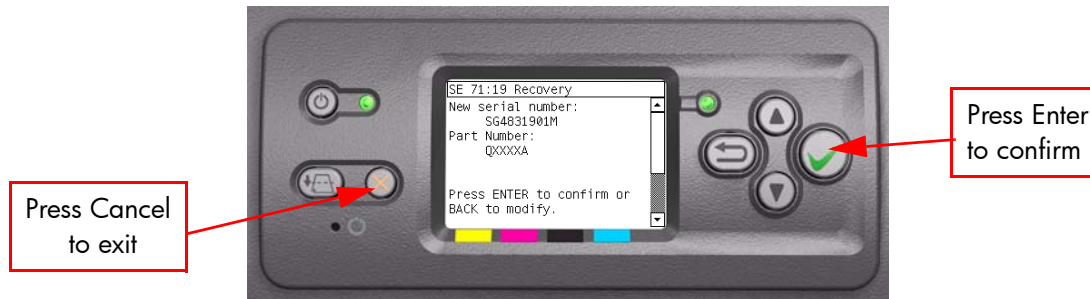 SE 71:19 Recovery
New serial number:
SG4831901M
Part Number:
QXXXXA
Press ENTER to confirm or
BACK to modify.
Press Enter
to confirm
Press Cancel
to exit